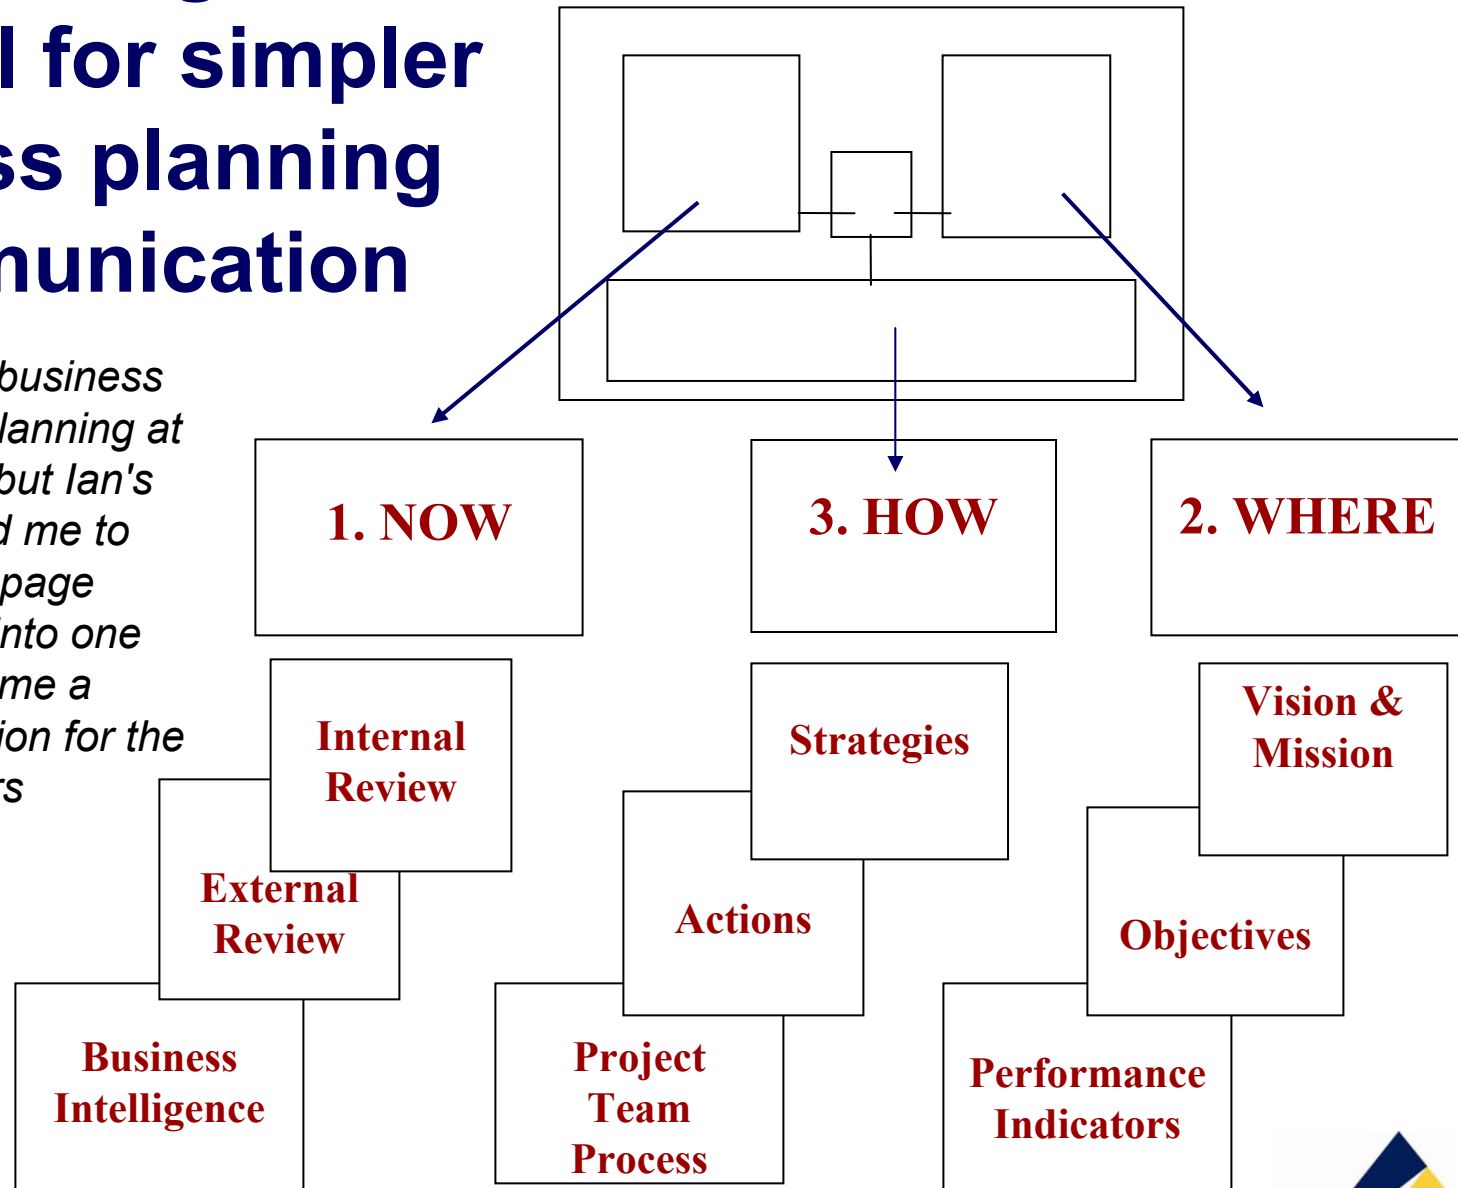 l for simpler
ss planning
munication
business
lanning at
but Ian's
d me to
page
into one
me a
ion for the
rs
1. NOW
3. HOW
2. WHERE
Internal
Review
External
Review
Business
Intelligence
Strategies
Actions
Project
Team
Process
Vision &
Mission
Objectives
Performance
Indicators